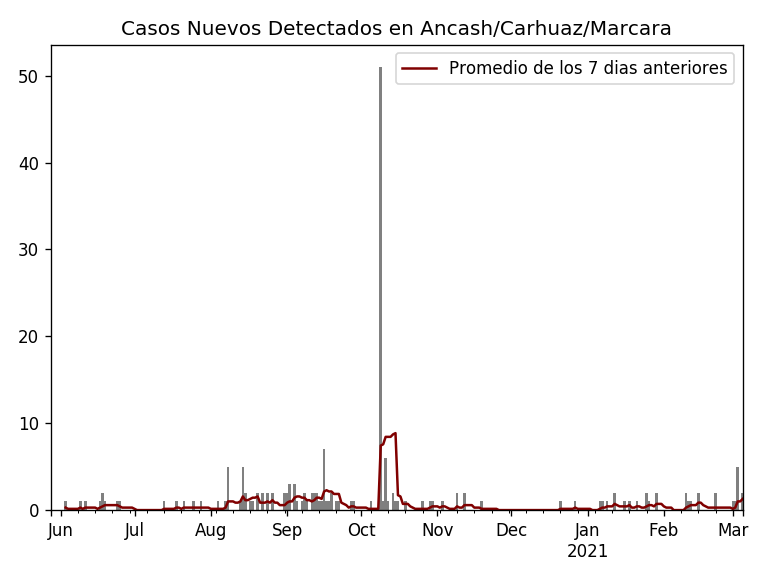 Casos Nuevos Detectados en Ancash/Carhuaz/Marcara
Promedio de los 7 dias anteriores
50
40
30
20
10
0
Jun Jul Aug Sep Oct Nov Dec Jan Feb Mar
2021